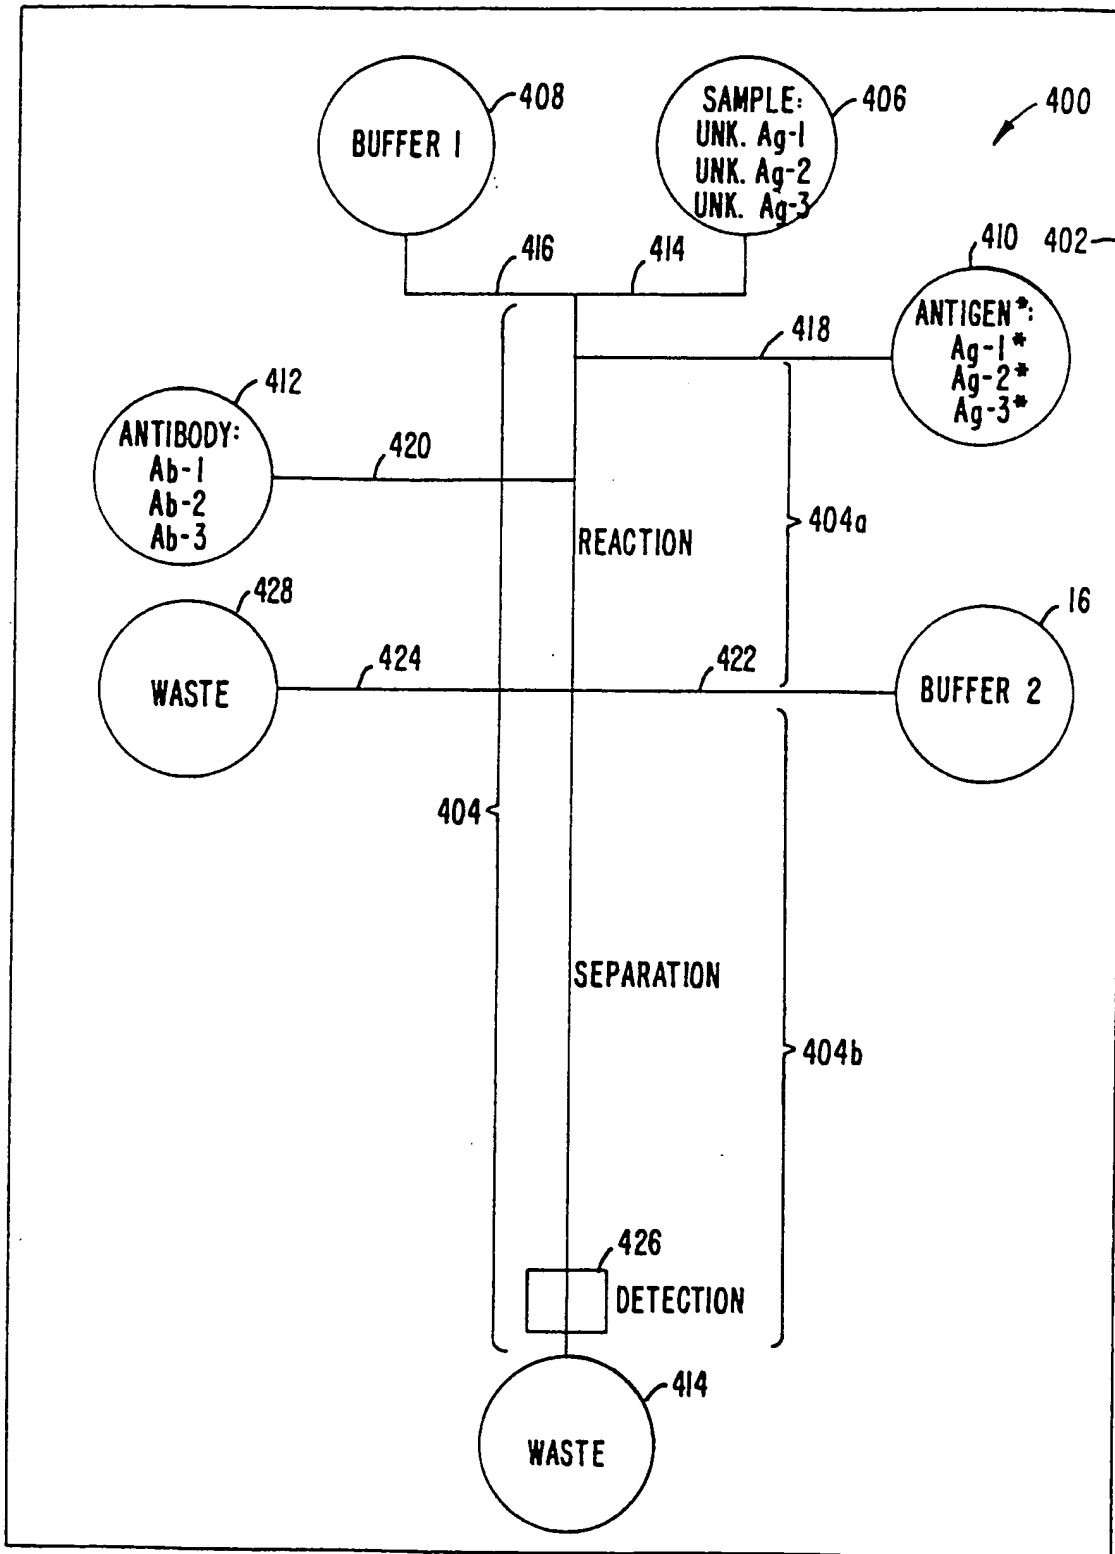 408
BUFFER 1
SAMPLE:
UNK. Ag-1
UNK. Ag-2
UNK. Ag-3
406
400
416
414
410
402
ANTIGEN*:
Ag-1*
Ag-2*
Ag-3*
418
412
ANTIBODY:
Ab-1
Ab-2
Ab-3
420
404a
REACTION
428
WASTE
424
422
16
BUFFER 2
404
SEPARATION
404b
426
DETECTION
414
WASTE